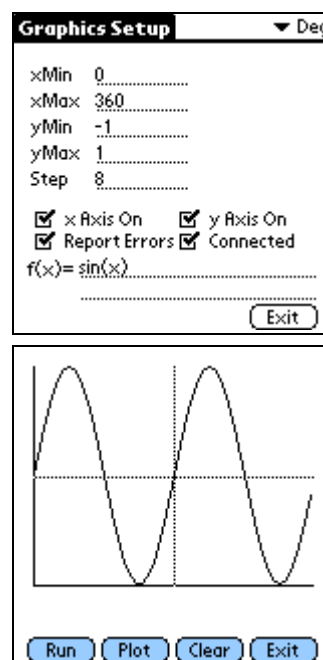 Graphics Setup Deg
xMin 0
xMax 360
yMin -1
yMax 1
Step 8
x Axis On y Axis On
Report Errors Connected
f(x)= sin(x)
Exit
Run Plot Clear Exit